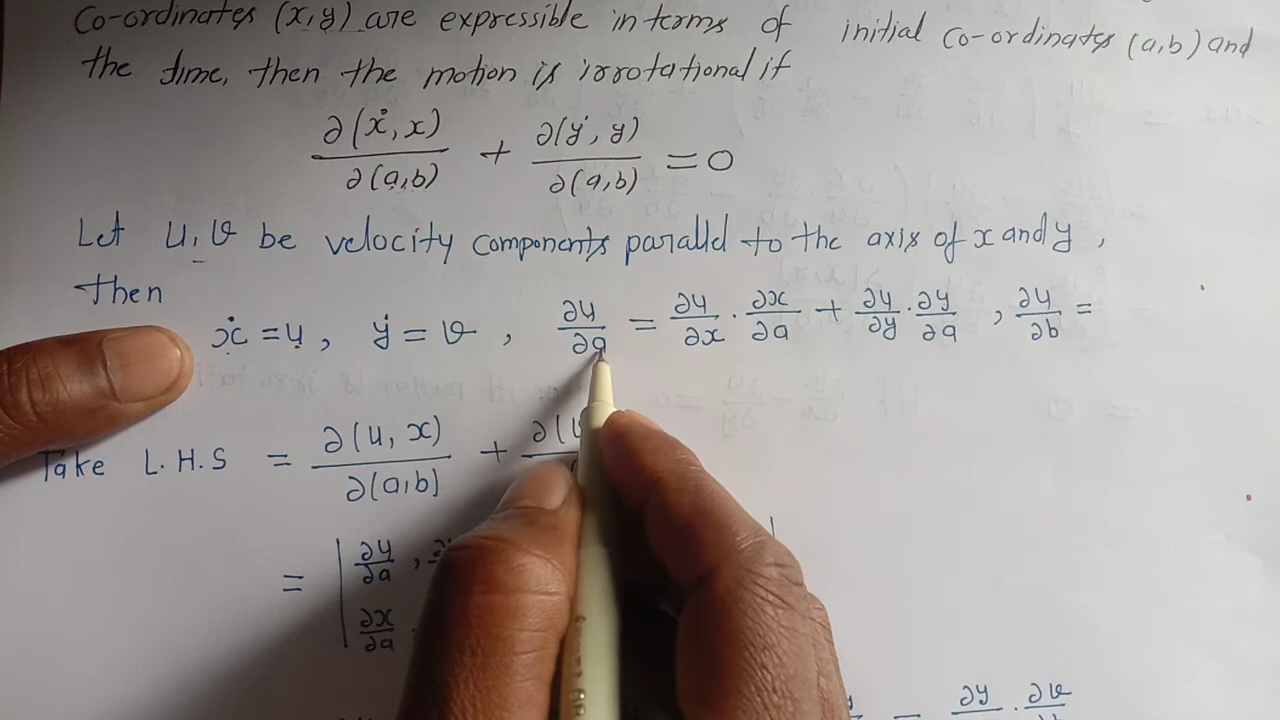 Co-ordinates (x,y) are expressible in terms of initial co-ordinates (a,b) and
the time, then the motion is irrotational if
∂(ẋ, x)/∂(a,b) + ∂(ẏ, y)/∂(a,b) = 0
Let u, v be velocity components parallel to the axis of x and y,
then
ẋ = u, ẏ = v, ∂u/∂a = ∂u/∂x · ∂x/∂a + ∂u/∂y · ∂y/∂a, ∂u/∂b =
Take L.H.S = ∂(u, x)/∂(a,b) + ∂(
= | ∂u/∂a ,
∂x/∂a
− ∂y/ · ∂v/